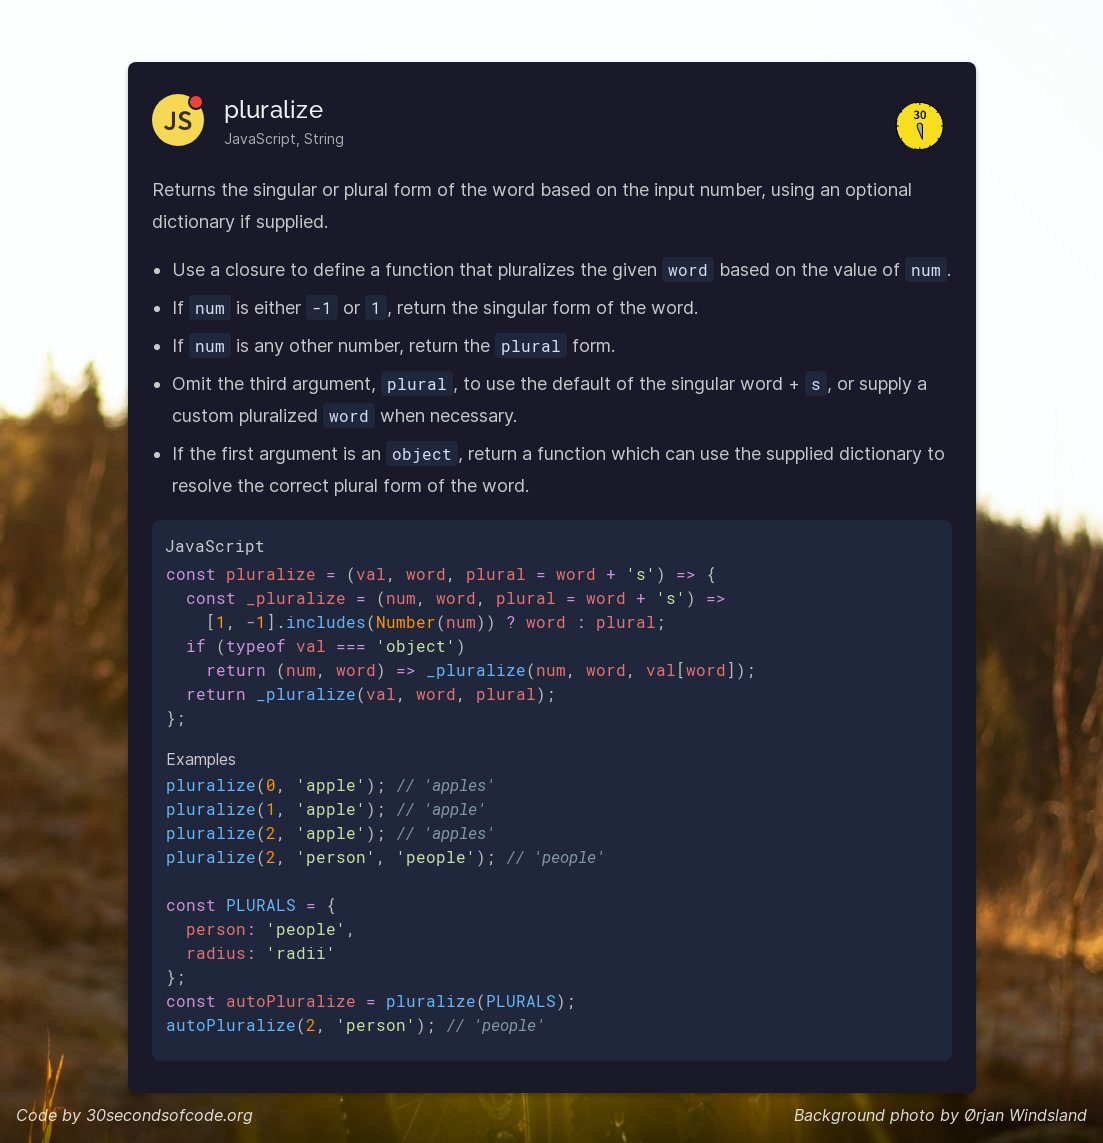 JS
pluralize
JavaScript, String
30
Returns the singular or plural form of the word based on the input number, using an optional
dictionary if supplied.
Use a closure to define a function that pluralizes the given word based on the value of num.
If num is either -1 or 1, return the singular form of the word.
If num is any other number, return the plural form.
Omit the third argument, plural, to use the default of the singular word + s, or supply a
custom pluralized word when necessary.
If the first argument is an object, return a function which can use the supplied dictionary to
resolve the correct plural form of the word.
JavaScript
const pluralize = (val, word, plural = word + 's') => {
  const _pluralize = (num, word, plural = word + 's') =>
    [1, -1].includes(Number(num)) ? word : plural;
  if (typeof val === 'object')
    return (num, word) => _pluralize(num, word, val[word]);
  return _pluralize(val, word, plural);
};
Examples
pluralize(0, 'apple'); // 'apples'
pluralize(1, 'apple'); // 'apple'
pluralize(2, 'apple'); // 'apples'
pluralize(2, 'person', 'people'); // 'people'
const PLURALS = {
  person: 'people',
  radius: 'radii'
};
const autoPluralize = pluralize(PLURALS);
autoPluralize(2, 'person'); // 'people'
Code by 30secondsofcode.org
Background photo by Ørjan Windsland